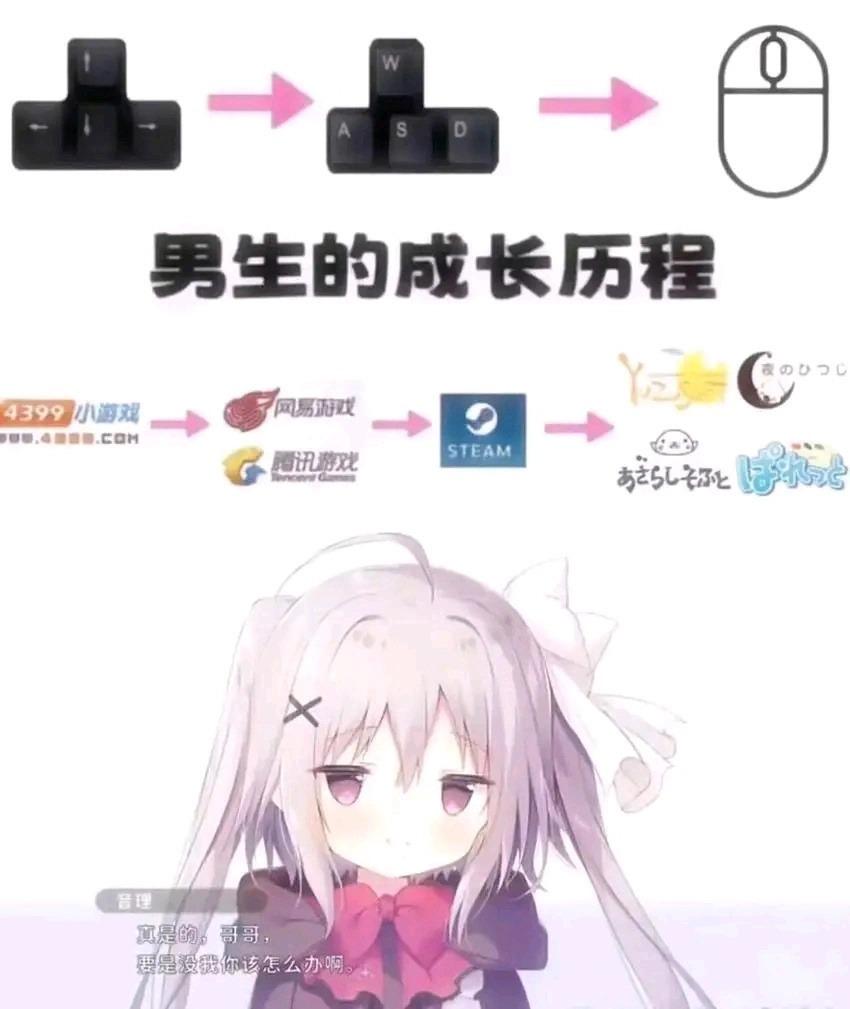 W
A S D
男生的成长历程
4399小游戏
网易游戏
腾讯游戏
Tencent Games
STEAM
夜のひつじ
あざらしそふと
ぱれっと
音理
真是的，哥哥，
要是没我你该怎么办啊。